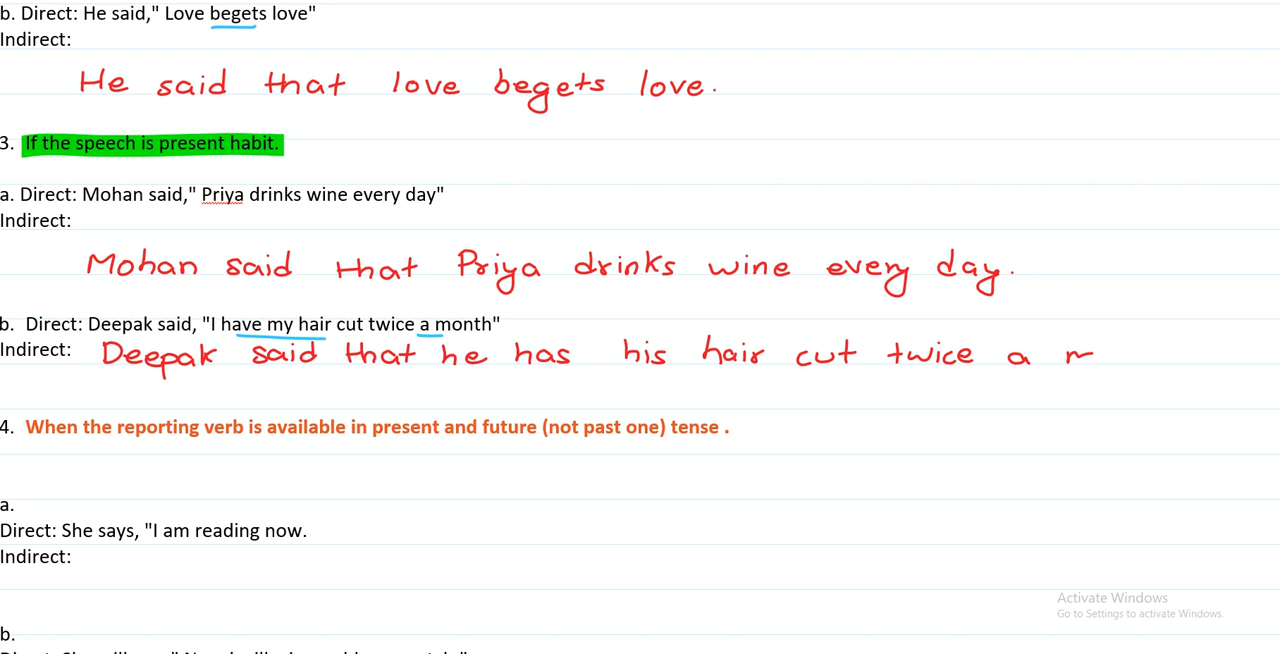 b. Direct: He said," Love begets love"
Indirect:
He said that love begets love.
3. If the speech is present habit.
a. Direct: Mohan said," Priya drinks wine every day"
Indirect:
Mohan said that Priya drinks wine every day.
b. Direct: Deepak said, "I have my hair cut twice a month"
Indirect: Deepak said that he has his hair cut twice a
4. When the reporting verb is available in present and future (not past one) tense .
a.
Direct: She says, "I am reading now.
Indirect:
Activate Windows
Go to Settings to activate Windows.
b.